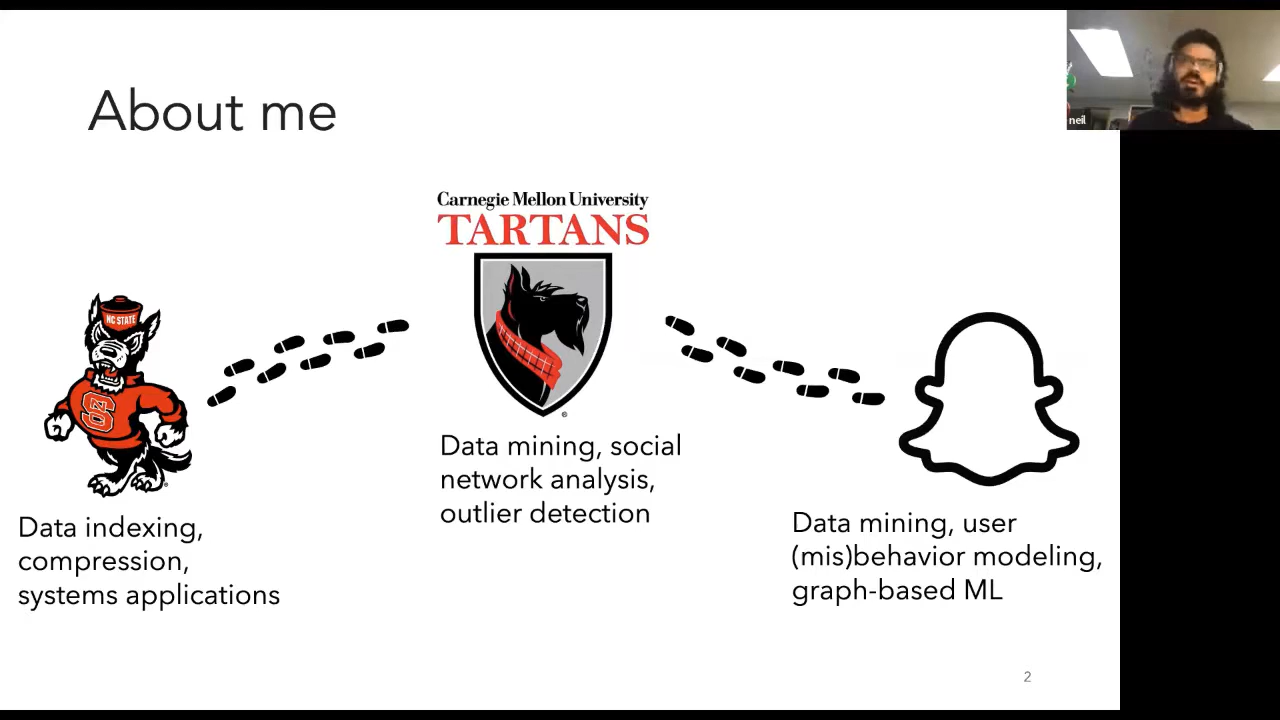 About me
neil
Carnegie Mellon University
TARTANS
NC STATE
S
®
Data mining, social
network analysis,
outlier detection
Data indexing,
compression,
systems applications
Data mining, user
(mis)behavior modeling,
graph-based ML
2